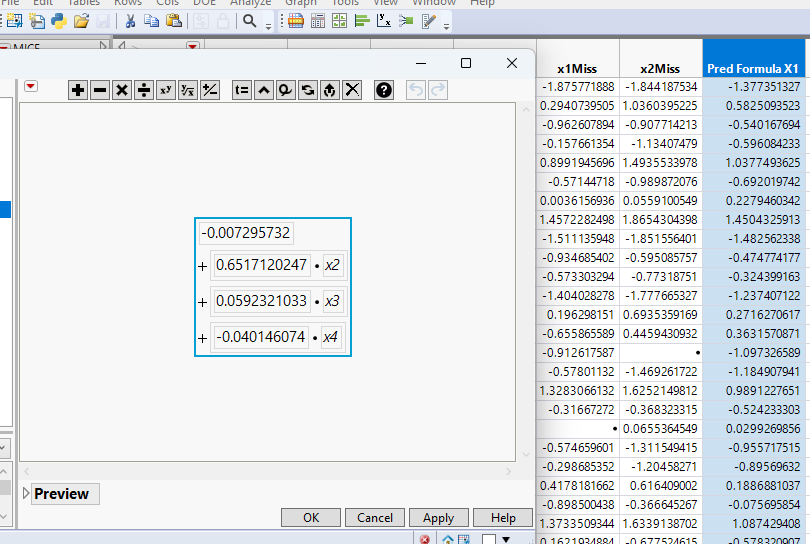 File Edit Tables Rows Cols DOE Analyze Graph Tools View Window Help
MICE
x1Miss x2Miss Pred Formula X1
-1.875771888 -1.844187534 -1.377351327
0.2940739505 1.0360395225 0.5825093523
-0.962607894 -0.907714213 -0.540167694
-0.157661354 -1.13407479 -0.596084233
0.8991945696 1.4935533978 1.0377493625
-0.57144718 -0.989872076 -0.692019742
0.0036156936 0.0559100549 0.2279460342
1.4572282498 1.8654304398 1.4504325913
-1.511135948 -1.851556401 -1.482562338
-0.934685402 -0.595085757 -0.474774177
-0.573303294 -0.77318751 -0.324399163
-1.404028278 -1.777665327 -1.237407122
0.196298151 0.6935359169 0.2716270617
-0.655865589 0.4459430932 0.3631570871
-0.912617587 • -1.097326589
-0.57801132 -1.469261722 -1.184907941
1.3283066132 1.6252149812 0.9891227651
-0.31667272 -0.368323315 -0.524233303
• 0.0655364549 0.0299269856
-0.574659601 -1.311549415 -0.955717515
-0.298685352 -1.20458271 -0.89569632
0.4178181662 0.616409002 0.1886881037
-0.898500438 -0.366645267 -0.075695854
1.3733509344 1.6339138702 1.087429408
0.1621934884 -0.677524615 -0.578320907
t=
-0.007295732
+ 0.6517120247 • x2
+ 0.0592321033 • x3
+ -0.040146074 • x4
Preview
OK Cancel Apply Help